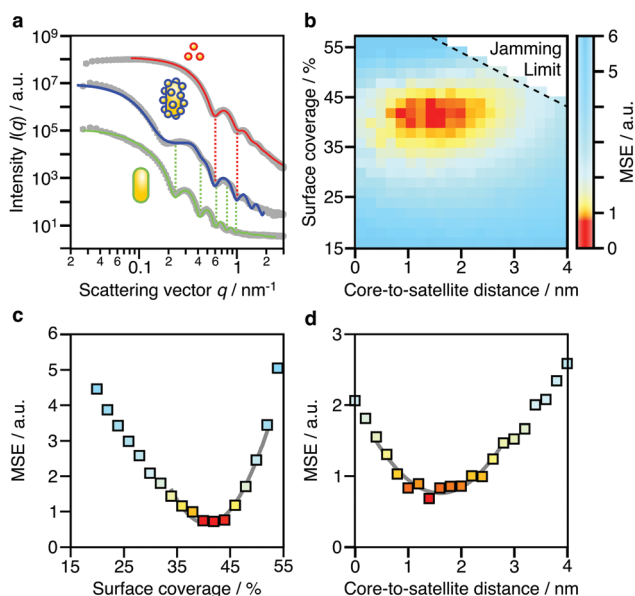 a
10⁹
10⁷
10⁵
10³
10¹
Intensity I(q) / a.u.
2 4 6 0.1 2 4 6 1 2
Scattering vector q / nm⁻¹
b
55
45
35
25
15
Surface coverage / %
Jamming
Limit
0 1 2 3 4
Core-to-satellite distance / nm
6
5
4
3
2
1
0
MSE / a.u.
c
6
5
4
3
2
1
0
MSE / a.u.
15 25 35 45 55
Surface coverage / %
d
3
2
1
0
MSE / a.u.
0 1 2 3 4
Core-to-satellite distance / nm